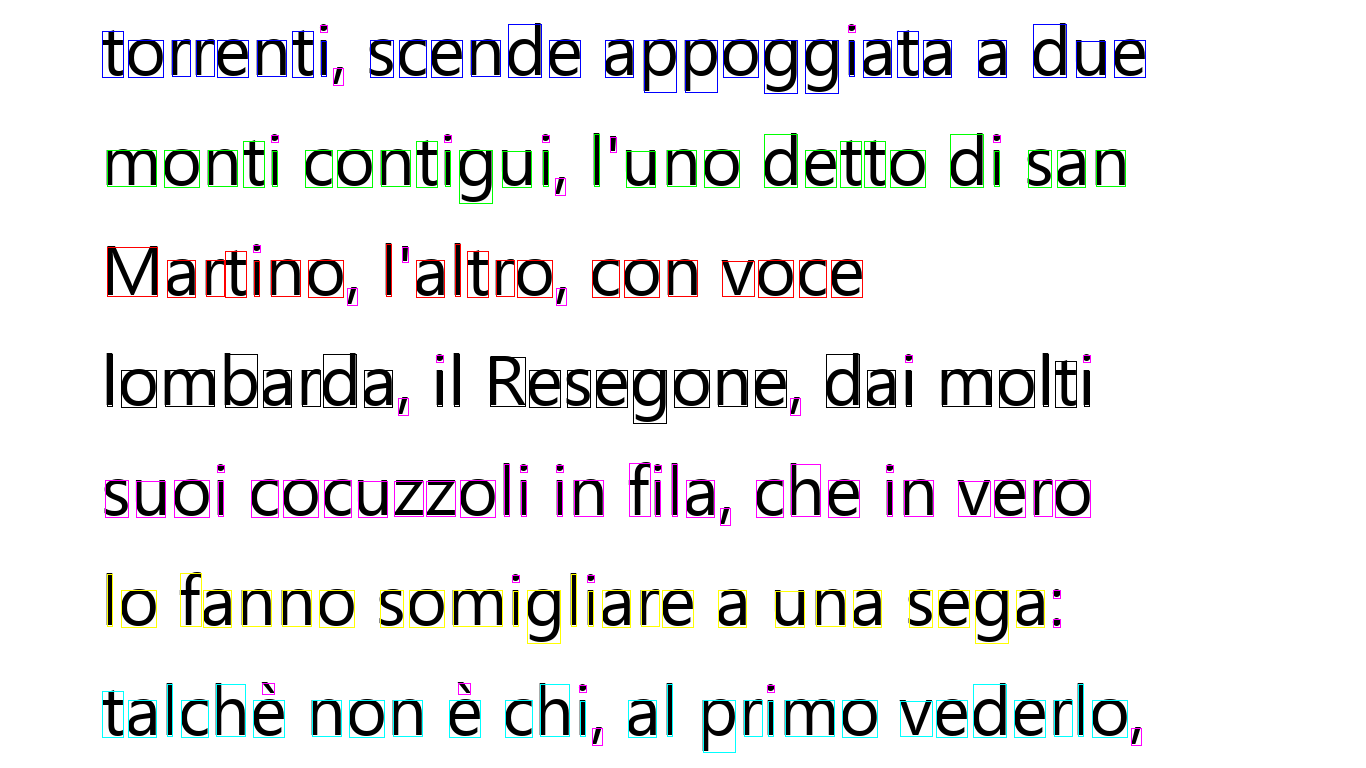 torrenti, scende appoggiata a due
monti contigui, l'uno detto di san
Martino, l'altro, con voce
lombarda, il Resegone, dai molti
suoi cocuzzoli in fila, che in vero
lo fanno somigliare a una sega:
talchè non è chi, al primo vederlo,